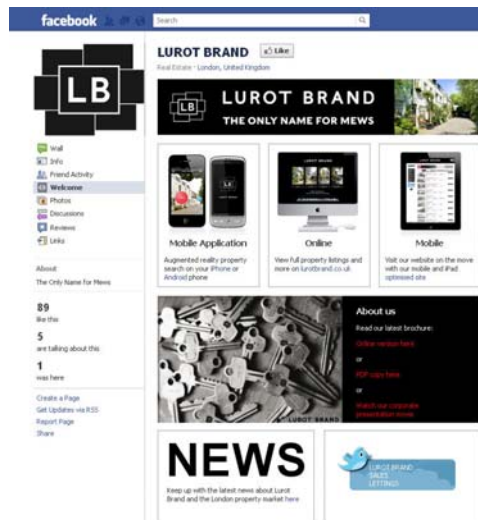 facebook
Search
LB
LUROT BRAND
Like
Real Estate · London, United Kingdom
LB
LUROT BRAND
THE ONLY NAME FOR MEWS
Wall
Info
Friend Activity
Welcome
Photos
Discussions
Reviews
Links
About
The Only Name for Mews
89
like this
5
are talking about this
1
was here
Create a Page
Get Updates via RSS
Report Page
Share
Mobile Application
Augmented reality property
search on your iPhone or
Android phone
Online
View full property listings and
more on lurotbrand.co.uk
Mobile
Visit our website on the move
with our mobile and iPad
optimised site
LUROT BRAND
About us
Read our latest brochure:
Online version here
or
PDF copy here
or
Watch our corporate
presentation movie
NEWS
Keep up with the latest news about Lurot
Brand and the London property market here
LUROT BRAND
SALES
LETTINGS